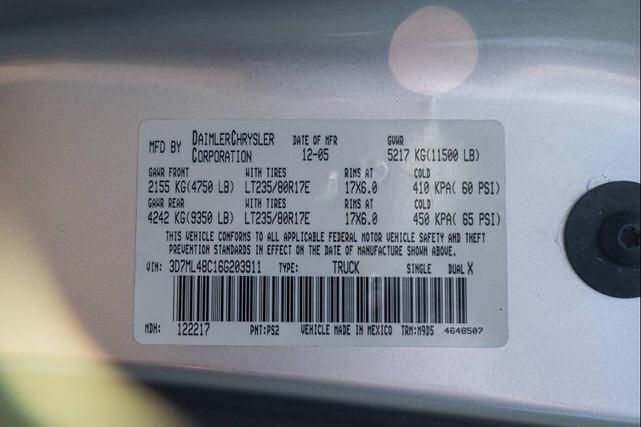 MFD BY DAIMLERCHRYSLER CORPORATION DATE OF MFR 12-05 GVWR 5217 KG(11500 LB)
GAWR FRONT WITH TIRES RIMS AT COLD
2155 KG(4750 LB) LT235/80R17E 17X6.0 410 KPA( 60 PSI)
GAWR REAR WITH TIRES RIMS AT COLD
4242 KG(9350 LB) LT235/80R17E 17X6.0 450 KPA( 65 PSI)
THIS VEHICLE CONFORMS TO ALL APPLICABLE FEDERAL MOTOR VEHICLE SAFETY AND THEFT
PREVENTION STANDARDS IN EFFECT ON THE DATE OF MANUFACTURE SHOWN ABOVE.
VIN: 3D7ML48C16G203911 TYPE: TRUCK SINGLE DUAL X
MDH: 122217 PNT:PS2 VEHICLE MADE IN MEXICO TRM:M9D5 4648507